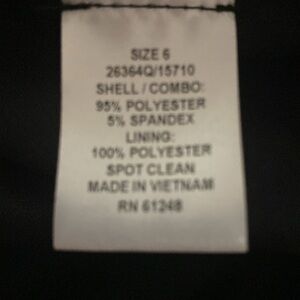 SIZE 6
26364Q/15710
SHELL / COMBO:
95% POLYESTER
5% SPANDEX
LINING:
100% POLYESTER
SPOT CLEAN
MADE IN VIETNAM
RN 61248